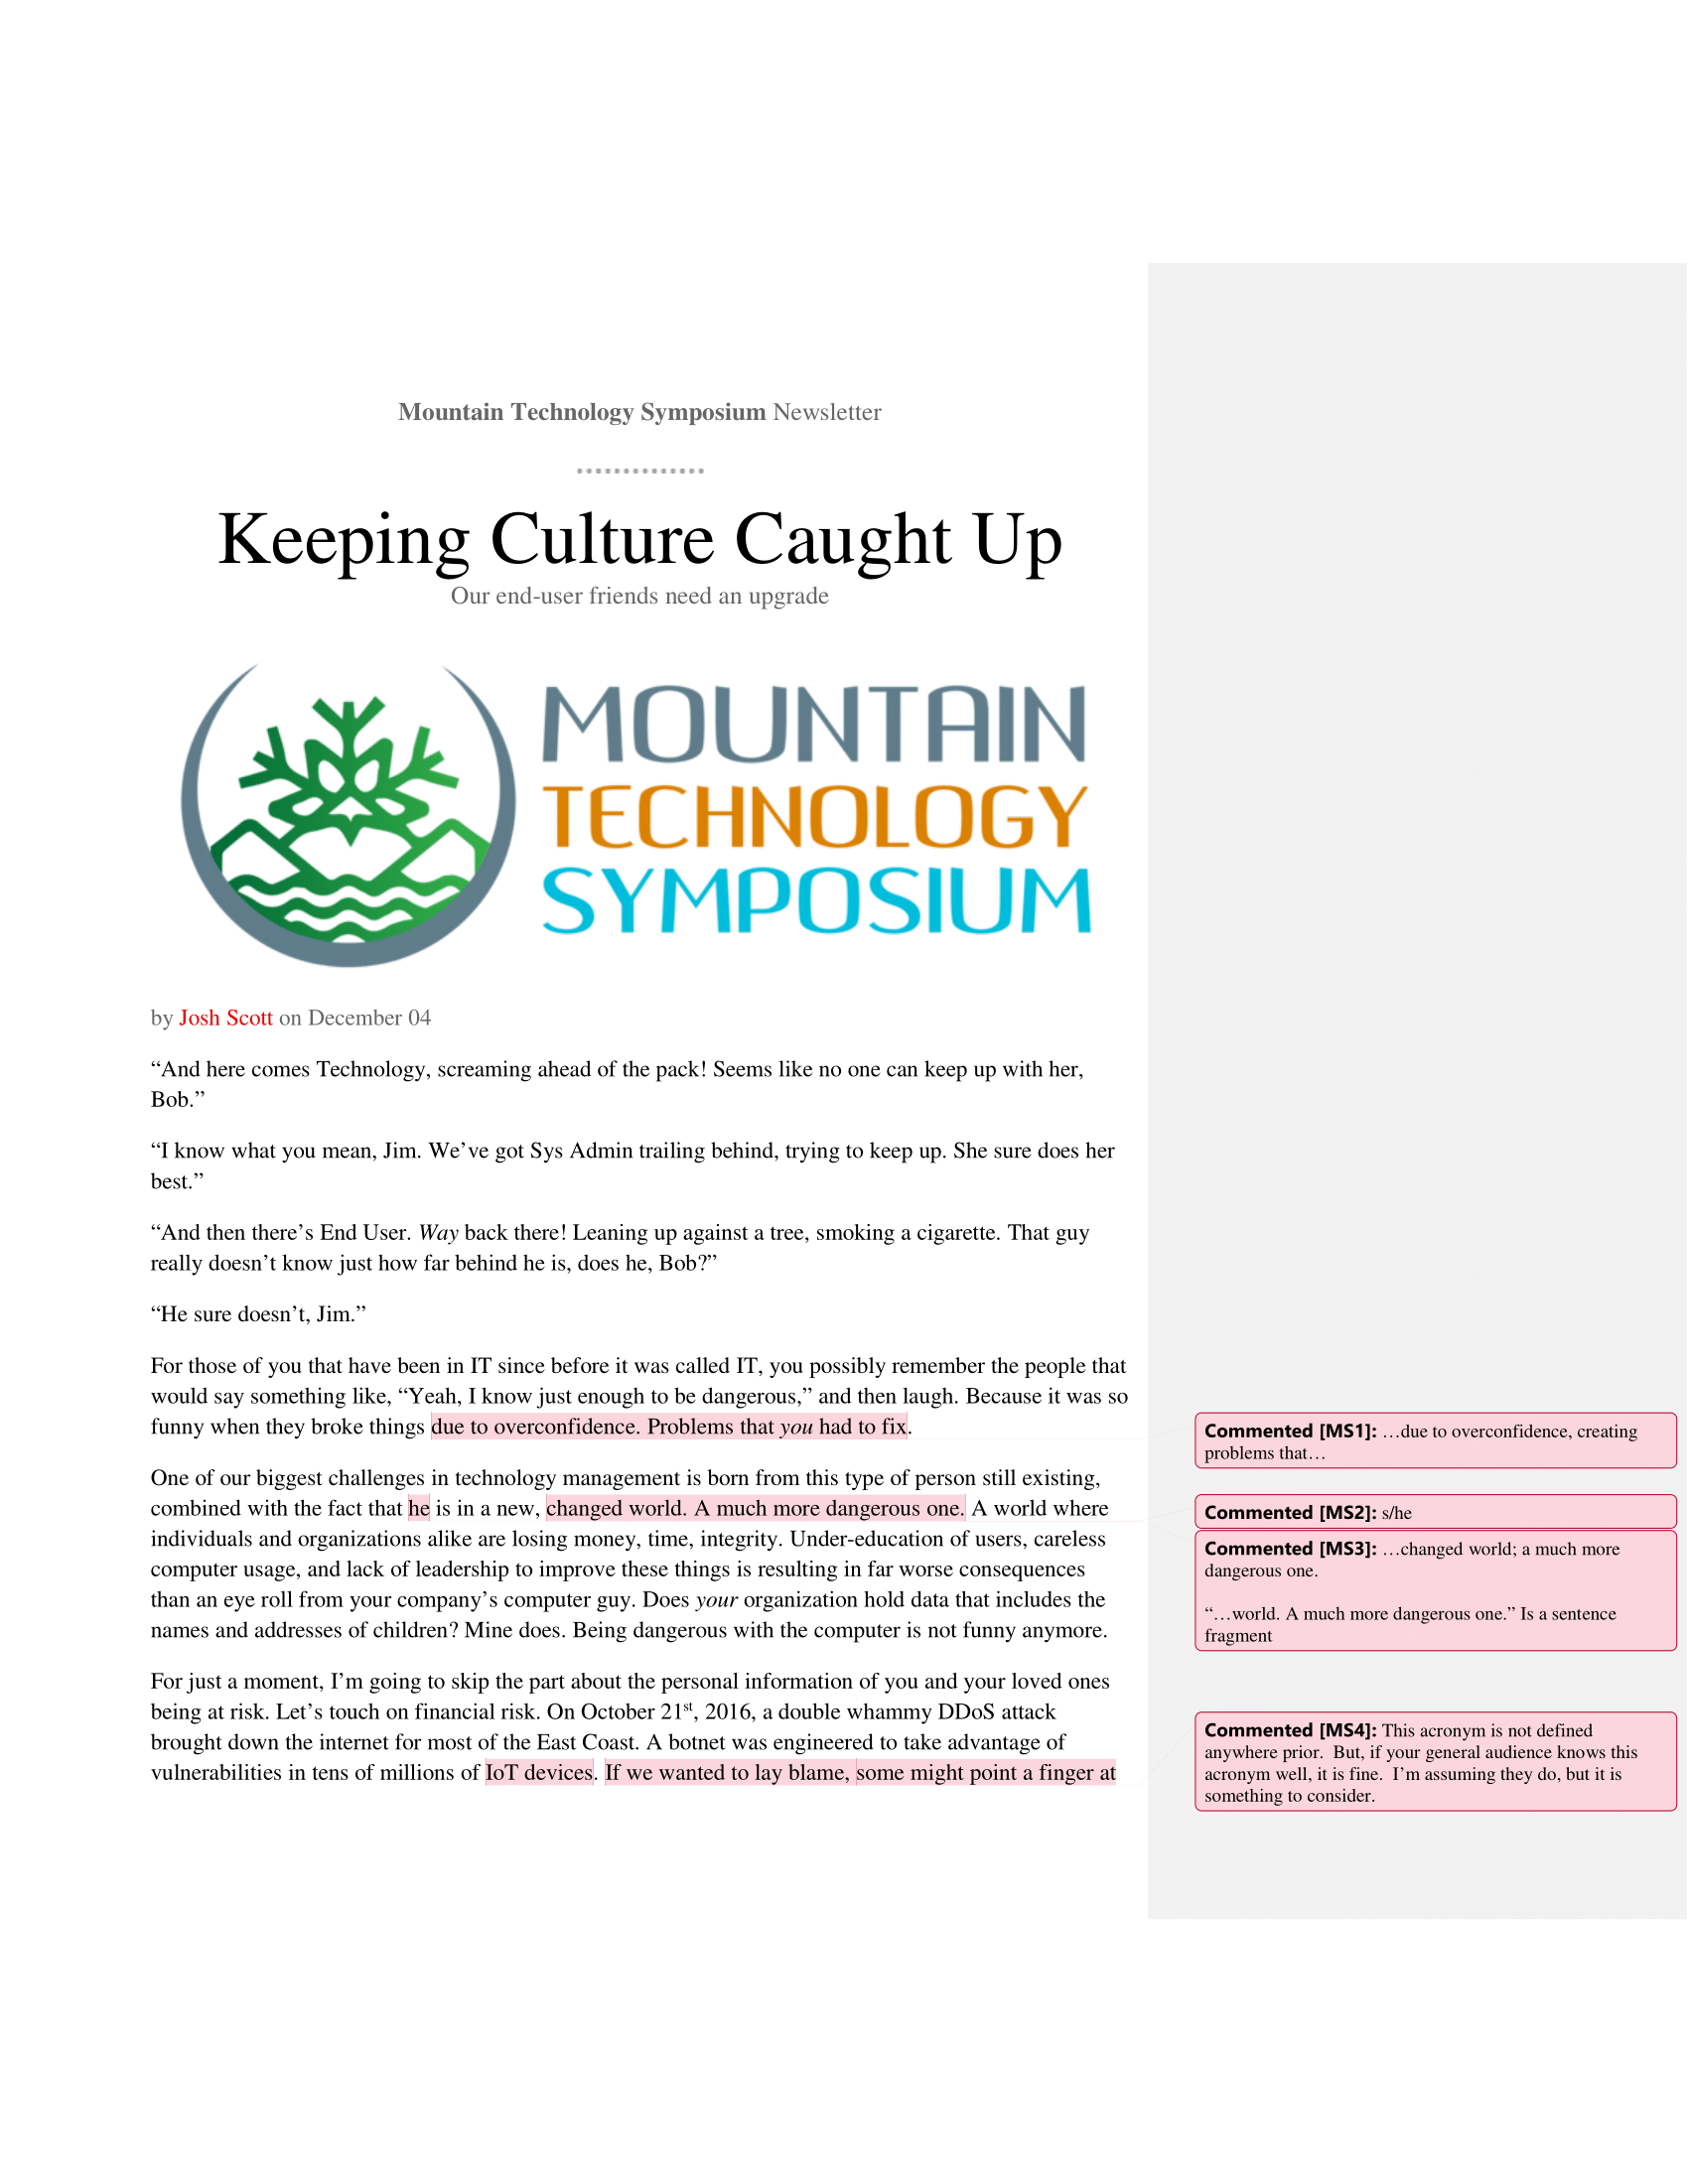 Mountain Technology Symposium Newsletter
Keeping Culture Caught Up
Our end-user friends need an upgrade
MOUNTAIN
TECHNOLOGY
SYMPOSIUM
by Josh Scott on December 04
“And here comes Technology, screaming ahead of the pack! Seems like no one can keep up with her,
Bob.”
“I know what you mean, Jim. We’ve got Sys Admin trailing behind, trying to keep up. She sure does her
best.”
“And then there’s End User. Way back there! Leaning up against a tree, smoking a cigarette. That guy
really doesn’t know just how far behind he is, does he, Bob?”
“He sure doesn’t, Jim.”
For those of you that have been in IT since before it was called IT, you possibly remember the people that
would say something like, “Yeah, I know just enough to be dangerous,” and then laugh. Because it was so
funny when they broke things due to overconfidence. Problems that you had to fix.
One of our biggest challenges in technology management is born from this type of person still existing,
combined with the fact that he is in a new, changed world. A much more dangerous one. A world where
individuals and organizations alike are losing money, time, integrity. Under-education of users, careless
computer usage, and lack of leadership to improve these things is resulting in far worse consequences
than an eye roll from your company’s computer guy. Does your organization hold data that includes the
names and addresses of children? Mine does. Being dangerous with the computer is not funny anymore.
For just a moment, I’m going to skip the part about the personal information of you and your loved ones
being at risk. Let’s touch on financial risk. On October 21st, 2016, a double whammy DDoS attack
brought down the internet for most of the East Coast. A botnet was engineered to take advantage of
vulnerabilities in tens of millions of IoT devices. If we wanted to lay blame, some might point a finger at
Commented [MS1]: …due to overconfidence, creating
problems that…
Commented [MS2]: s/he
Commented [MS3]: …changed world; a much more
dangerous one.
“…world. A much more dangerous one.” Is a sentence
fragment
Commented [MS4]: This acronym is not defined
anywhere prior.  But, if your general audience knows this
acronym well, it is fine.  I’m assuming they do, but it is
something to consider.